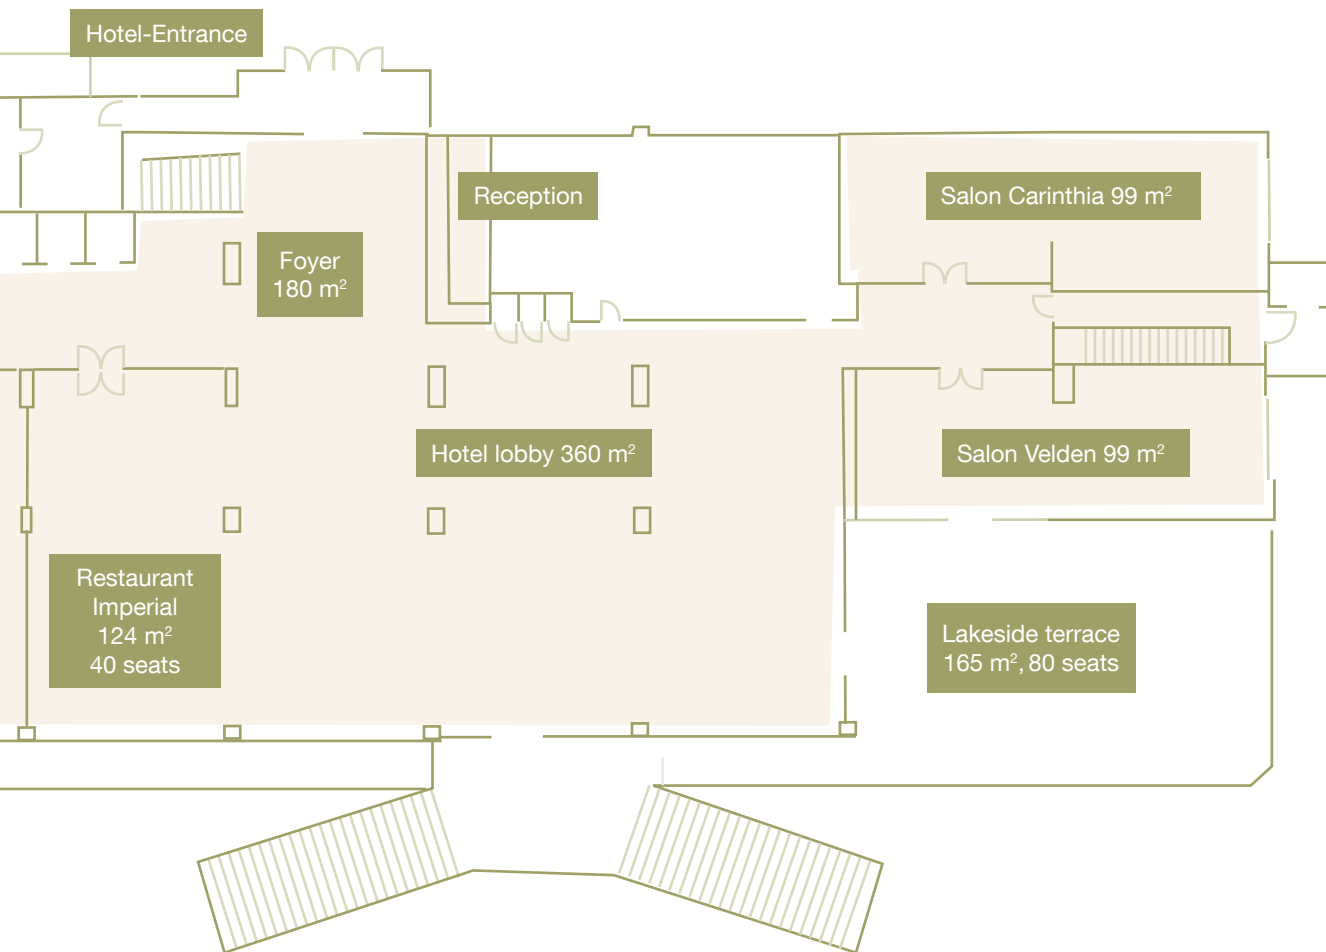 Hotel-Entrance
Reception
Salon Carinthia 99 m²
Foyer
180 m²
Hotel lobby 360 m²
Salon Velden 99 m²
Restaurant
Imperial
124 m²
40 seats
Lakeside terrace
165 m², 80 seats